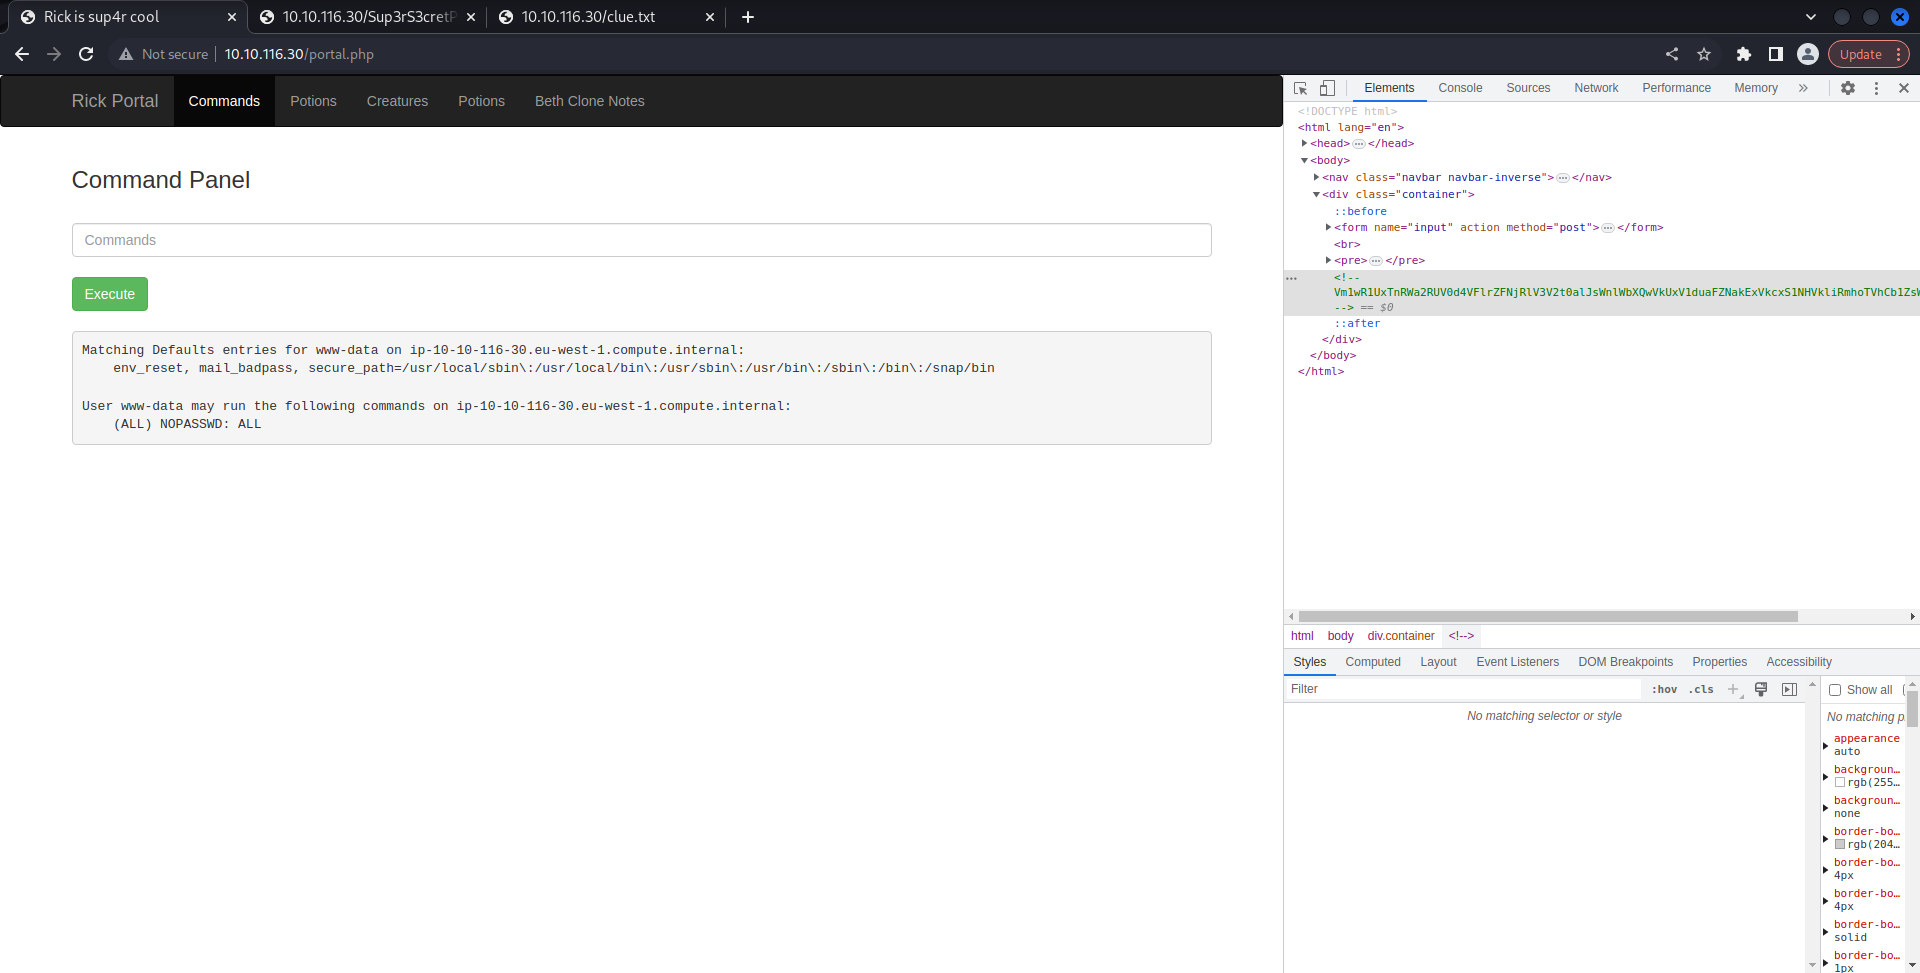 Rick is sup4r cool
10.10.116.30/Sup3rS3cretP
10.10.116.30/clue.txt
Not secure
10.10.116.30/portal.php
Update
Rick Portal
Commands
Potions
Creatures
Potions
Beth Clone Notes
Command Panel
Commands
Execute
Matching Defaults entries for www-data on ip-10-10-116-30.eu-west-1.compute.internal:
env_reset, mail_badpass, secure_path=/usr/local/sbin\:/usr/local/bin\:/usr/sbin\:/usr/bin\:/sbin\:/bin\:/snap/bin
User www-data may run the following commands on ip-10-10-116-30.eu-west-1.compute.internal:
(ALL) NOPASSWD: ALL
Elements
Console
Sources
Network
Performance
Memory
<!DOCTYPE html>
<html lang="en">
<head>…</head>
<body>
<nav class="navbar navbar-inverse">…</nav>
<div class="container">
::before
<form name="input" action method="post">…</form>
<br>
<pre>…</pre>
<!--
--> == $0
::after
</div>
</body>
</html>
html
body
div.container
<!-->
Styles
Computed
Layout
Event Listeners
DOM Breakpoints
Properties
Accessibility
Filter
:hov
.cls
Show all
No matching selector or style
No matching p
appearance
auto
backgroun…
rgb(255…
backgroun…
none
border-bo…
rgb(204…
border-bo…
4px
border-bo…
4px
border-bo…
solid
border-bo…
1px